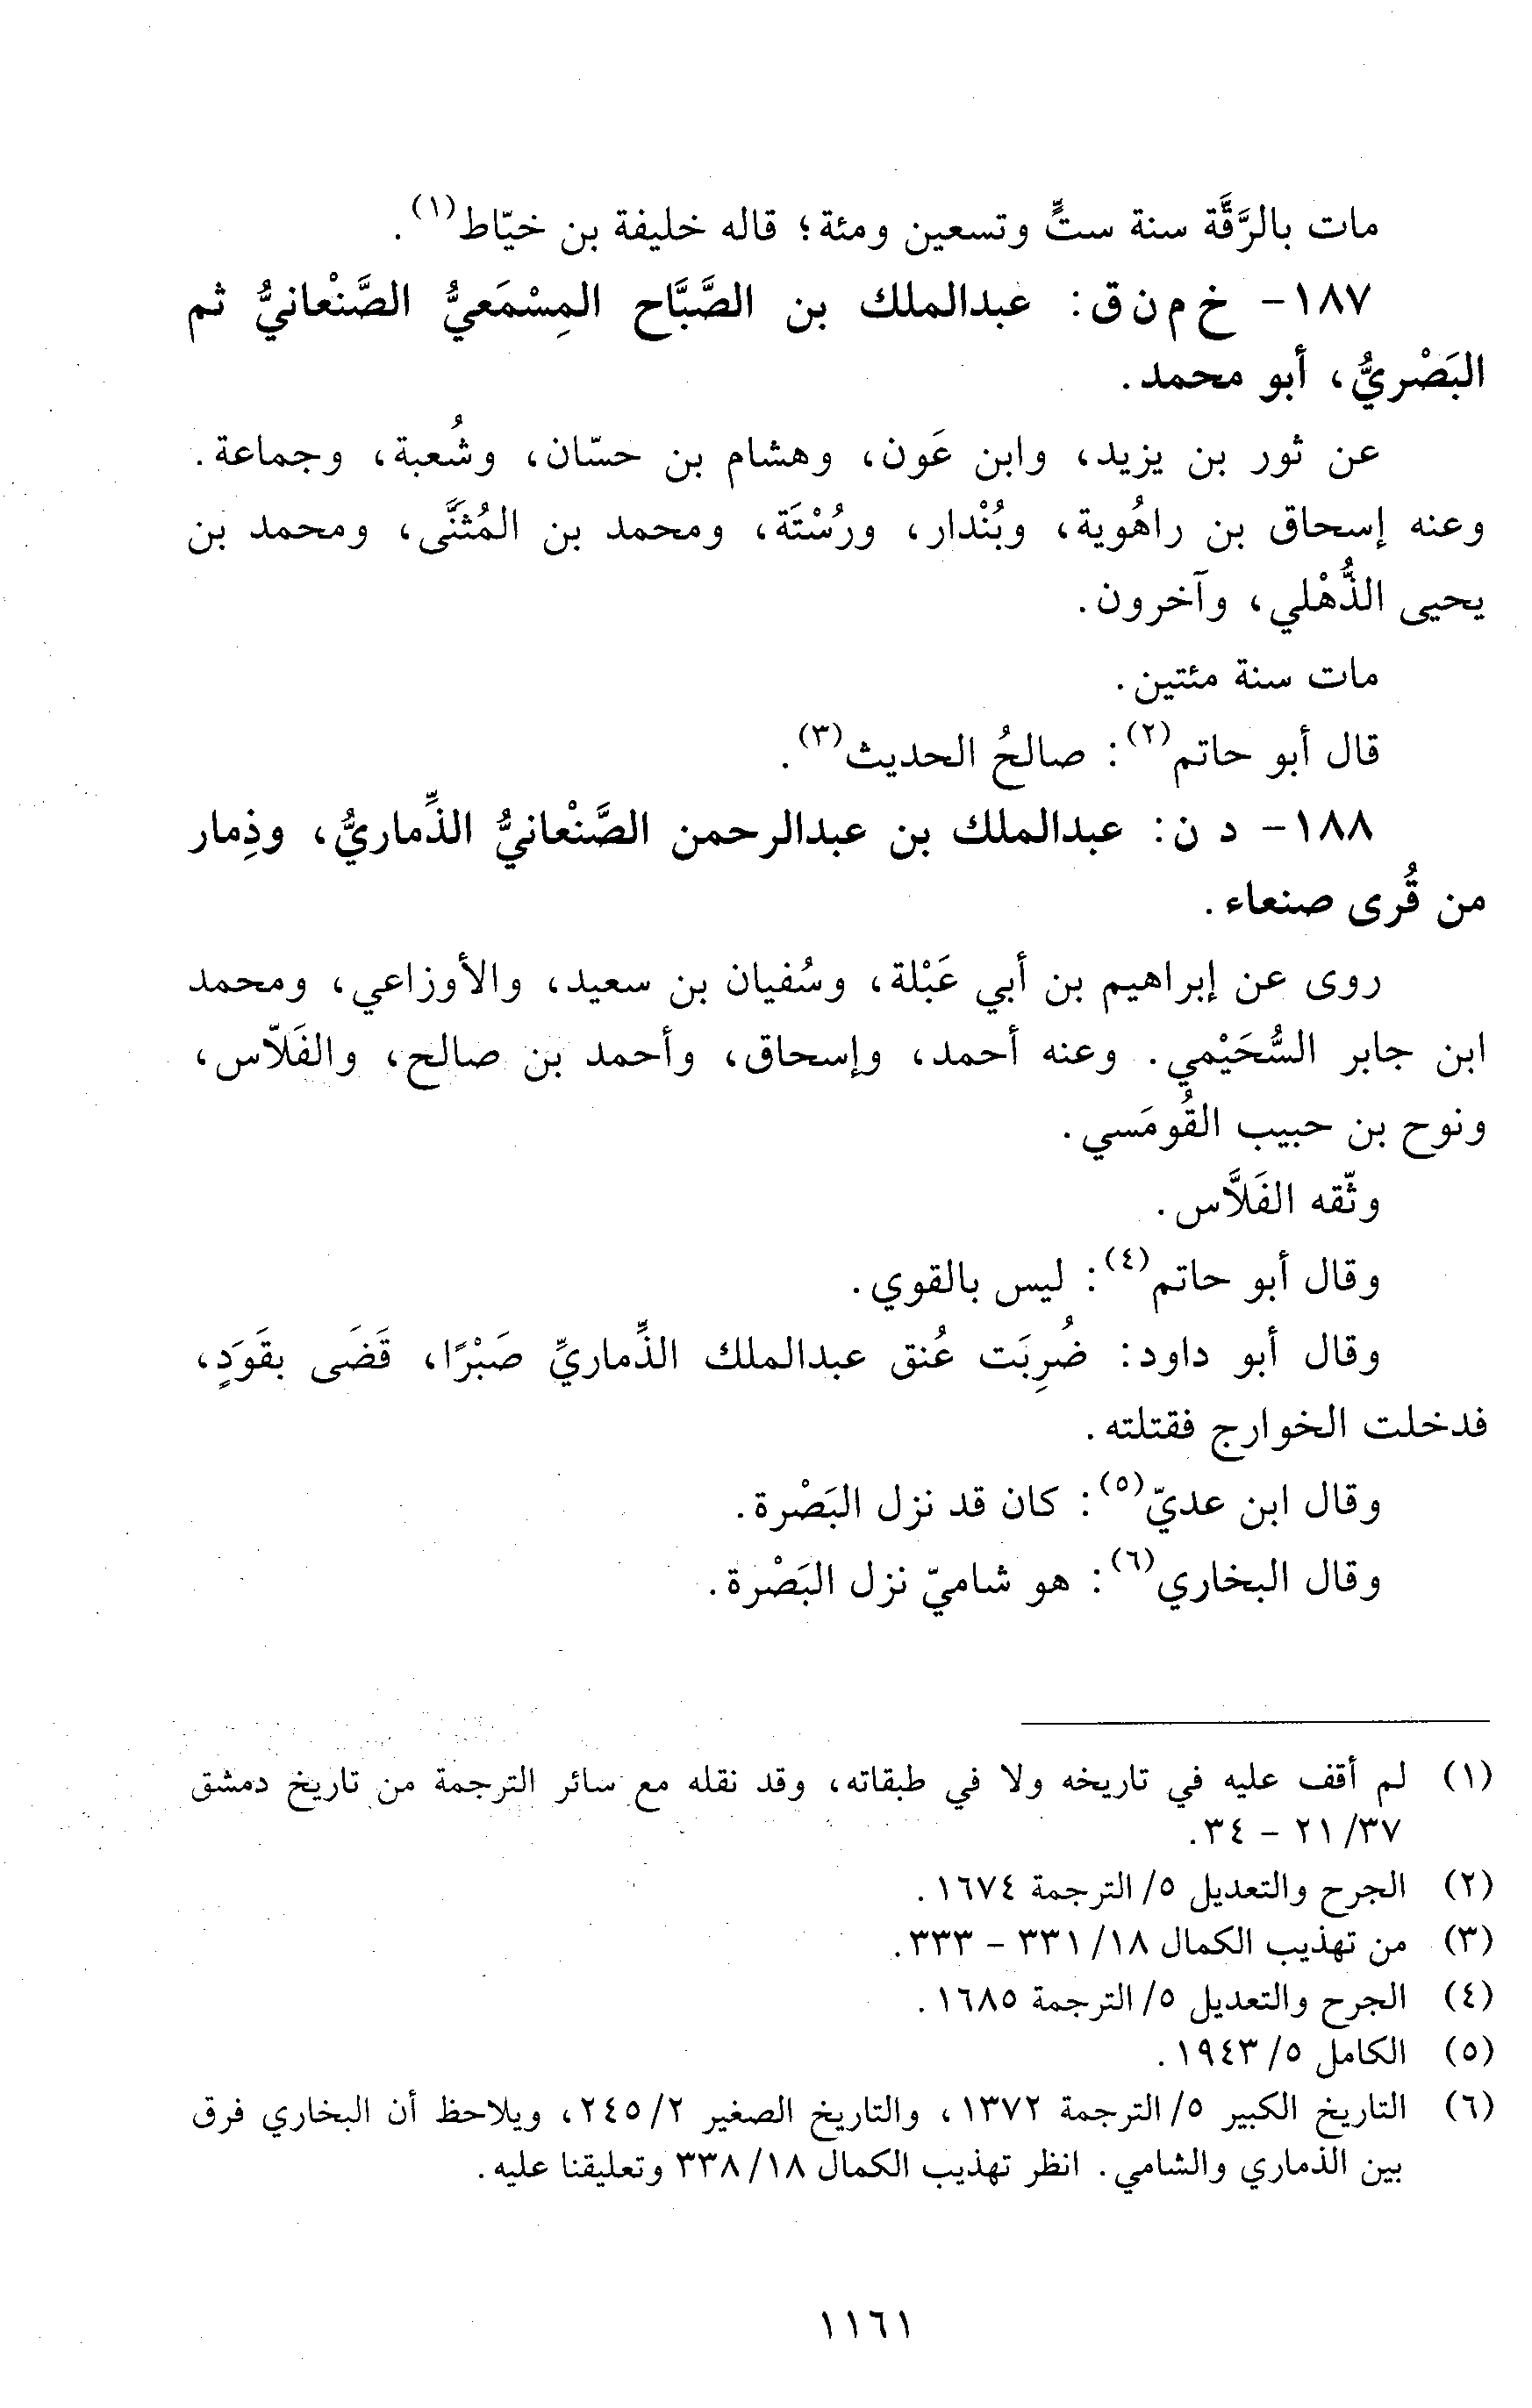 مات بالرَّقَّة سنة ستٍّ وتسعين ومئة؛ قاله خليفة بن خيّاط(١).
١٨٧- خ م ن ق: عبدالملك بن الصَّبَّاح المِسْمَعيُّ الصَّنْعانيُّ ثم
البَصْريُّ، أبو محمد.
عن ثور بن يزيد، وابن عَون، وهشام بن حسّان، وشُعبة، وجماعة.
وعنه إسحاق بن راهُوية، وبُنْدار، ورُسْتَة، ومحمد بن المُثَنَّى، ومحمد بن
يحيى الذُّهْلي، وآخرون.
مات سنة مئتين.
قال أبو حاتم(٢): صالحُ الحديث(٣).
١٨٨- د ن: عبدالملك بن عبدالرحمن الصَّنْعانيُّ الذِّماريُّ، وذِمار
من قُرى صنعاء.
روى عن إبراهيم بن أبي عَبْلة، وسُفيان بن سعيد، والأوزاعي، ومحمد
ابن جابر السُّحَيْمي. وعنه أحمد، وإسحاق، وأحمد بن صالح، والفَلاّس،
ونوح بن حبيب القُومَسي.
وثّقه الفَلاَّس.
وقال أبو حاتم(٤): ليس بالقوي.
وقال أبو داود: ضُرِبَت عُنق عبدالملك الذِّماريِّ صَبْرًا، قَضَى بقَوَدٍ،
فدخلت الخوارج فقتلته.
وقال ابن عديّ(٥): كان قد نزل البَصْرة.
وقال البخاري(٦): هو شاميّ نزل البَصْرة.
(١) لم أقف عليه في تاريخه ولا في طبقاته، وقد نقله مع سائر الترجمة من تاريخ دمشق
٣٧/ ٢١ - ٣٤.
(٢) الجرح والتعديل ٥/ الترجمة ١٦٧٤.
(٣) من تهذيب الكمال ١٨/ ٣٣١ - ٣٣٣.
(٤) الجرح والتعديل ٥/ الترجمة ١٦٨٥.
(٥) الكامل ٥/ ١٩٤٣.
(٦) التاريخ الكبير ٥/ الترجمة ١٣٧٢، والتاريخ الصغير ٢/ ٢٤٥، ويلاحظ أن البخاري فرق
بين الذماري والشامي. انظر تهذيب الكمال ١٨/ ٣٣٨ وتعليقنا عليه.
١١٦١